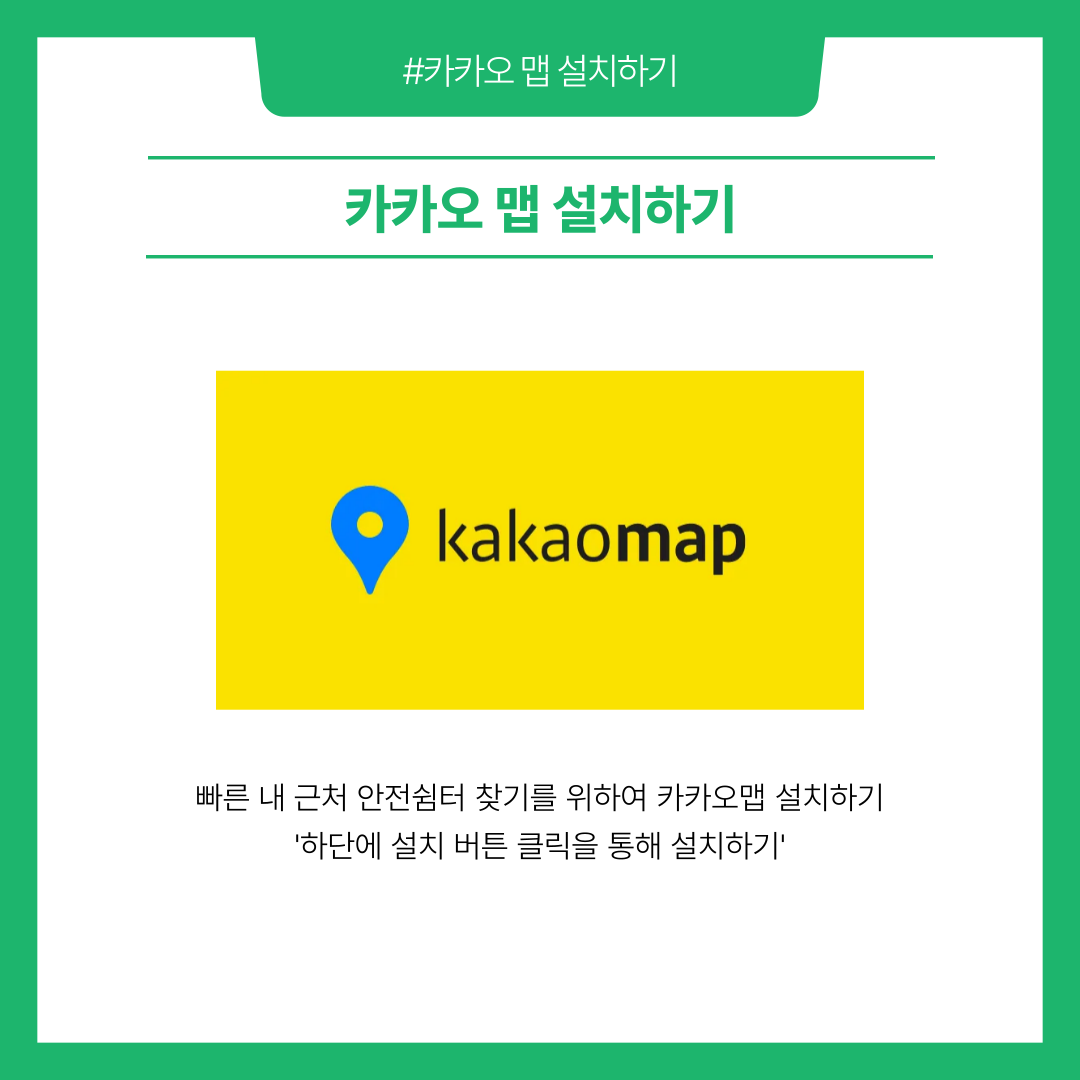 #카카오 맵 설치하기
카카오 맵 설치하기
kakaomap
빠른 내 근처 안전쉼터 찾기를 위하여 카카오맵 설치하기
'하단에 설치 버튼 클릭을 통해 설치하기'